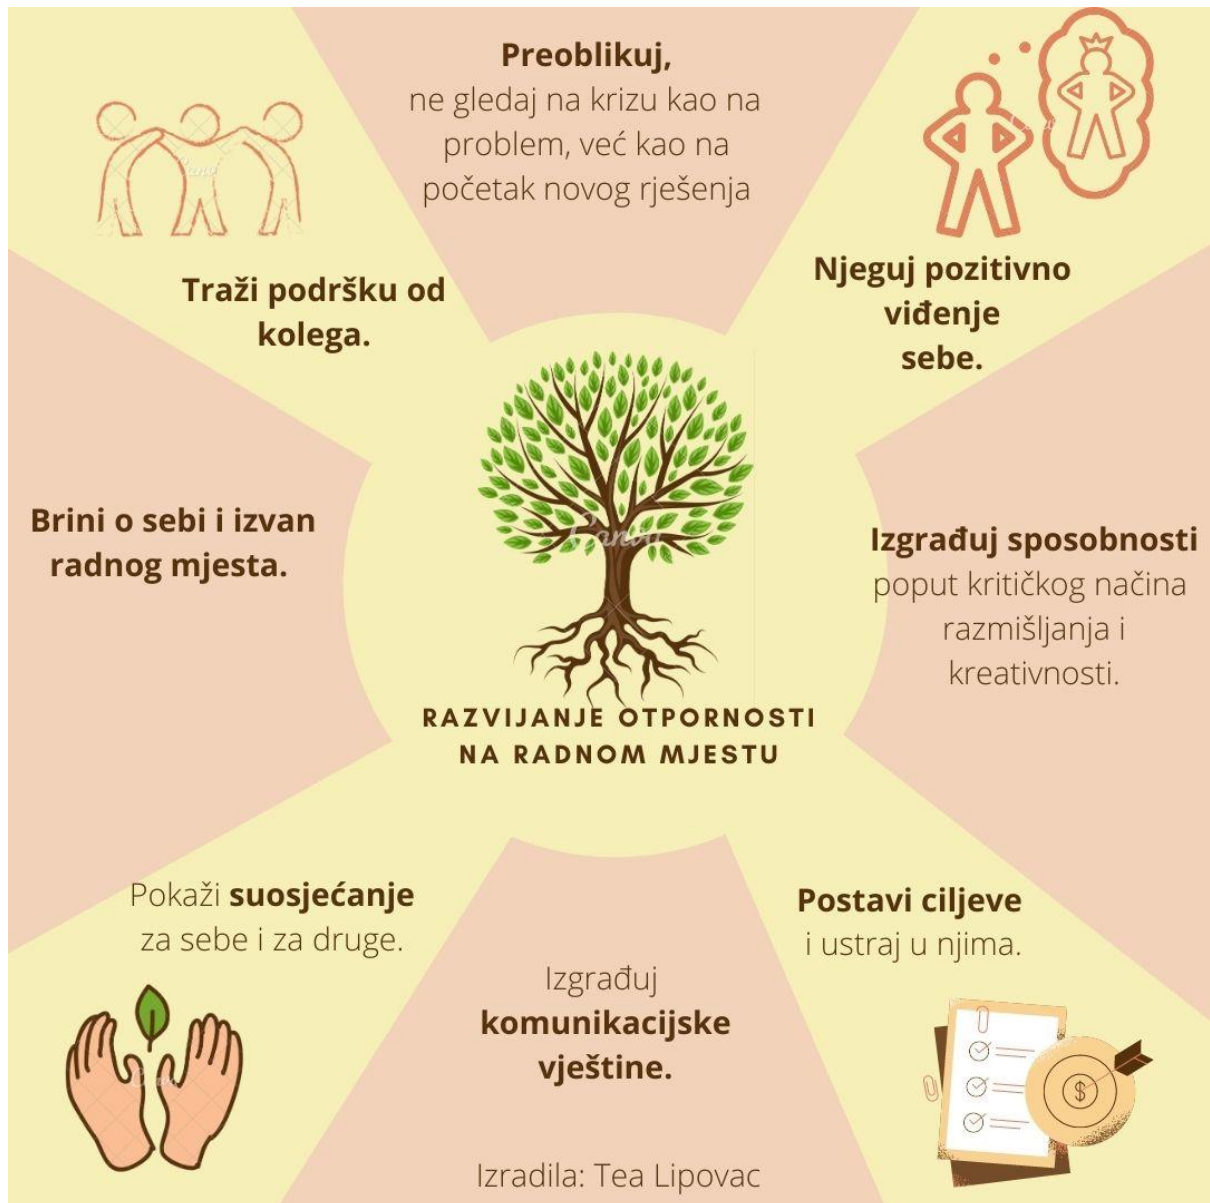 Preoblikuj,
ne gledaj na krizu kao na
problem, već kao na
početak novog rješenja
Njeguj pozitivno
viđenje
sebe.
Izgrađuj sposobnosti
poput kritičkog načina
razmišljanja i
kreativnosti.
Postavi ciljeve
i ustraj u njima.
$
Izgrađuj
komunikacijske
vještine.
Pokaži suosjećanje
za sebe i za druge.
Brini o sebi i izvan
radnog mjesta.
Traži podršku od
kolega.
Canva
RAZVIJANJE OTPORNOSTI
NA RADNOM MJESTU
Izradila: Tea Lipovac